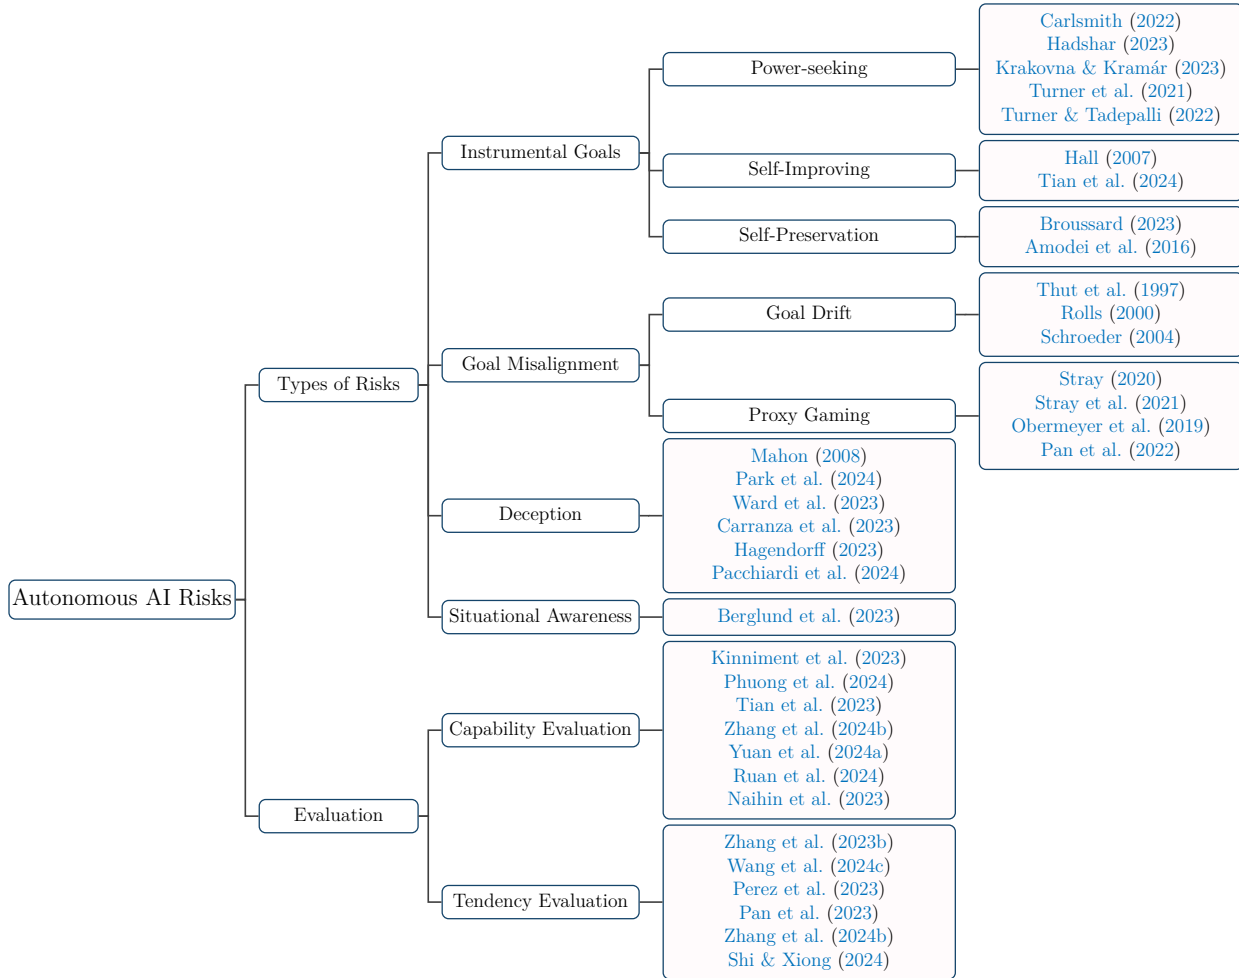 Autonomous AI Risks
Types of Risks
Instrumental Goals
Power-seeking
Carlsmith (2022)
Hadshar (2023)
Krakovna & Kramár (2023)
Turner et al. (2021)
Turner & Tadepalli (2022)
Self-Improving
Hall (2007)
Tian et al. (2024)
Self-Preservation
Broussard (2023)
Amodei et al. (2016)
Goal Misalignment
Goal Drift
Thut et al. (1997)
Rolls (2000)
Schroeder (2004)
Proxy Gaming
Stray (2020)
Stray et al. (2021)
Obermeyer et al. (2019)
Pan et al. (2022)
Deception
Mahon (2008)
Park et al. (2024)
Ward et al. (2023)
Carranza et al. (2023)
Hagendorff (2023)
Pacchiardi et al. (2024)
Situational Awareness
Berglund et al. (2023)
Evaluation
Capability Evaluation
Kinniment et al. (2023)
Phuong et al. (2024)
Tian et al. (2023)
Zhang et al. (2024b)
Yuan et al. (2024a)
Ruan et al. (2024)
Naihin et al. (2023)
Tendency Evaluation
Zhang et al. (2023b)
Wang et al. (2024c)
Perez et al. (2023)
Pan et al. (2023)
Zhang et al. (2024b)
Shi & Xiong (2024)